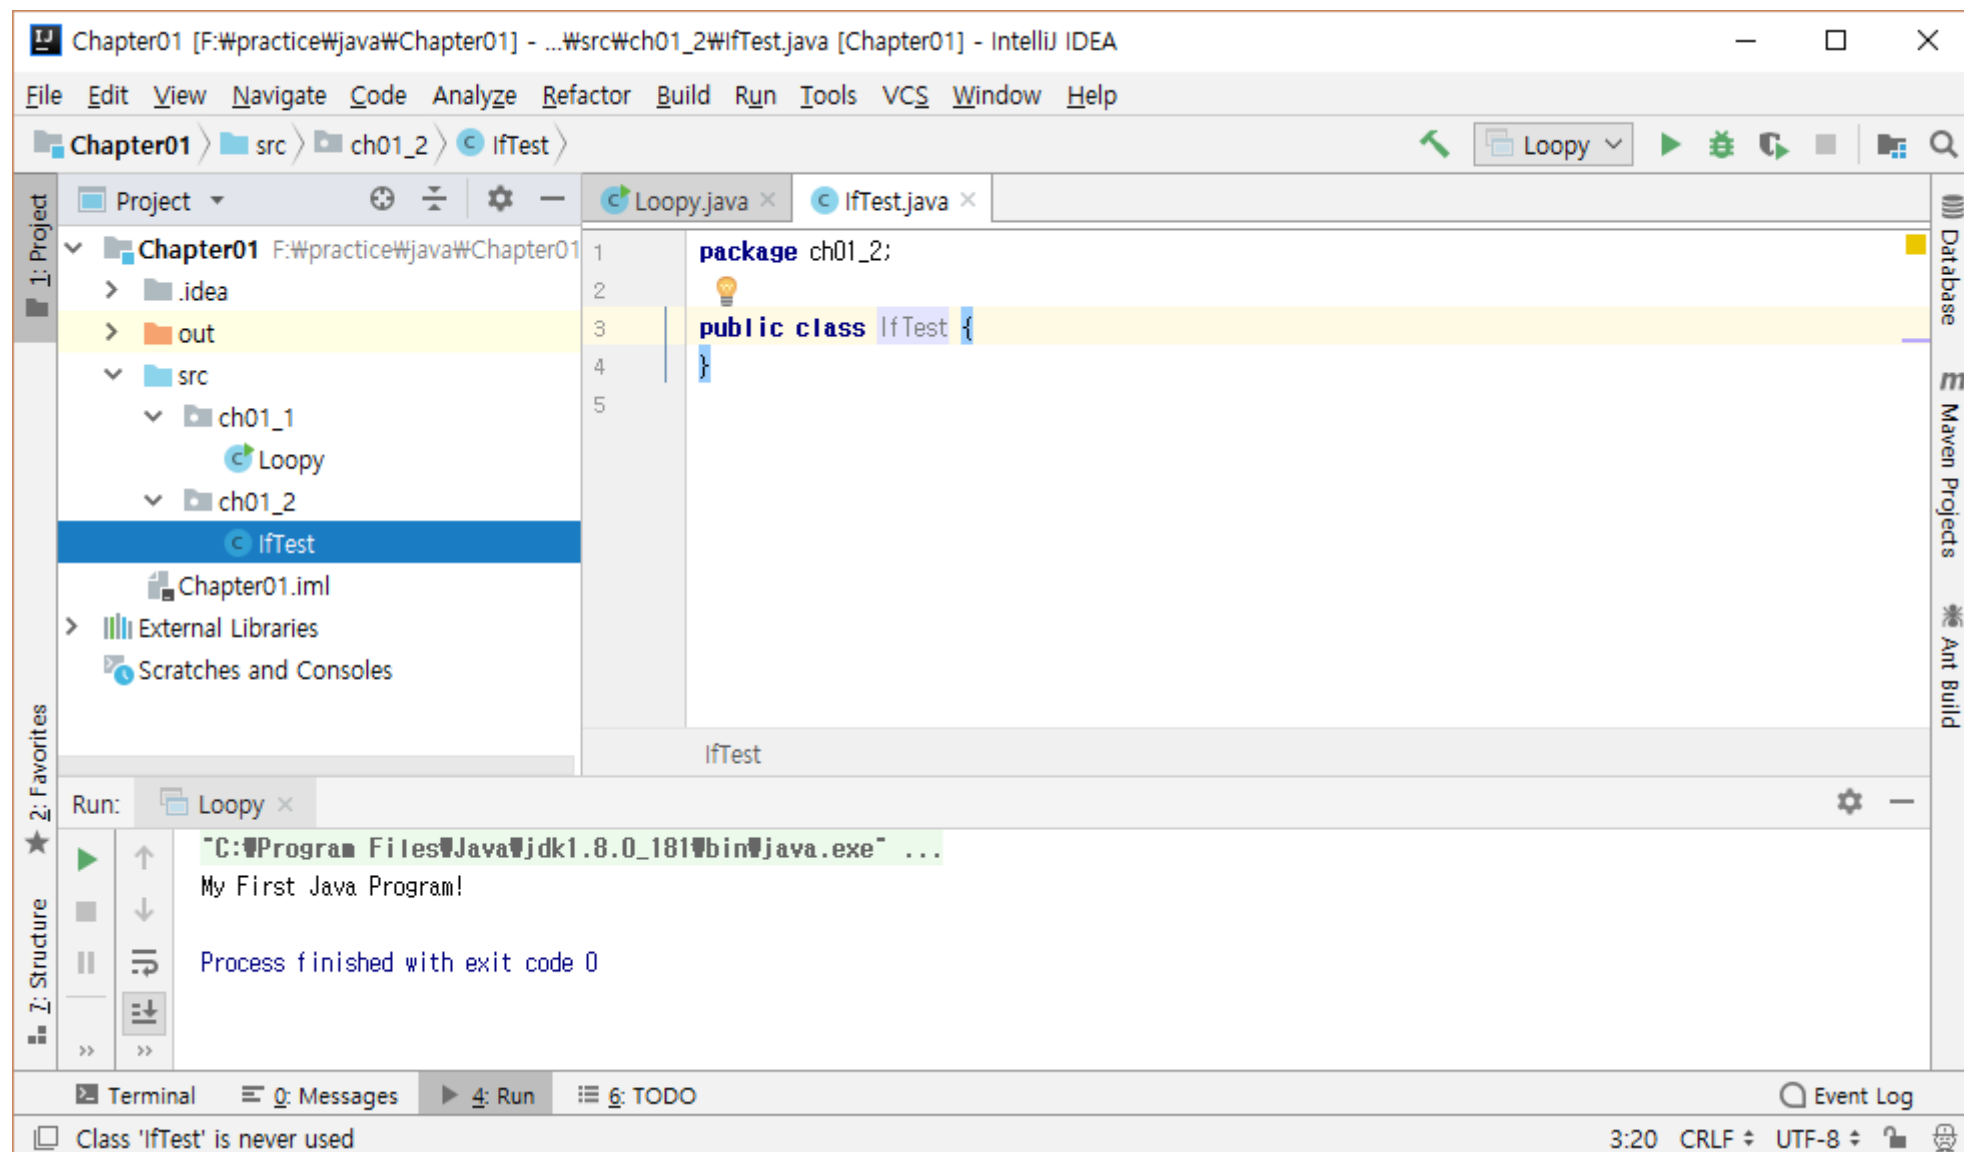 Chapter01 [F:₩practice₩java₩Chapter01] - ...₩src₩ch01_2₩IfTest.java [Chapter01] - IntelliJ IDEA
File Edit View Navigate Code Analyze Refactor Build Run Tools VCS Window Help
Chapter01 src ch01_2 IfTest Loopy
1: Project
Project
Chapter01 F:₩practice₩java₩Chapter01
.idea
out
src
ch01_1
Loopy
ch01_2
IfTest
Chapter01.iml
External Libraries
Scratches and Consoles
Loopy.java IfTest.java
1 package ch01_2;
2
3 public class IfTest {
4 }
5
IfTest
Database
Maven Projects
Ant Build
2: Favorites
7: Structure
Run: Loopy
"C:₩Program Files₩Java₩jdk1.8.0_181₩bin₩java.exe" ...
My First Java Program!
Process finished with exit code 0
Terminal 0: Messages 4: Run 6: TODO Event Log
Class 'IfTest' is never used 3:20 CRLF UTF-8